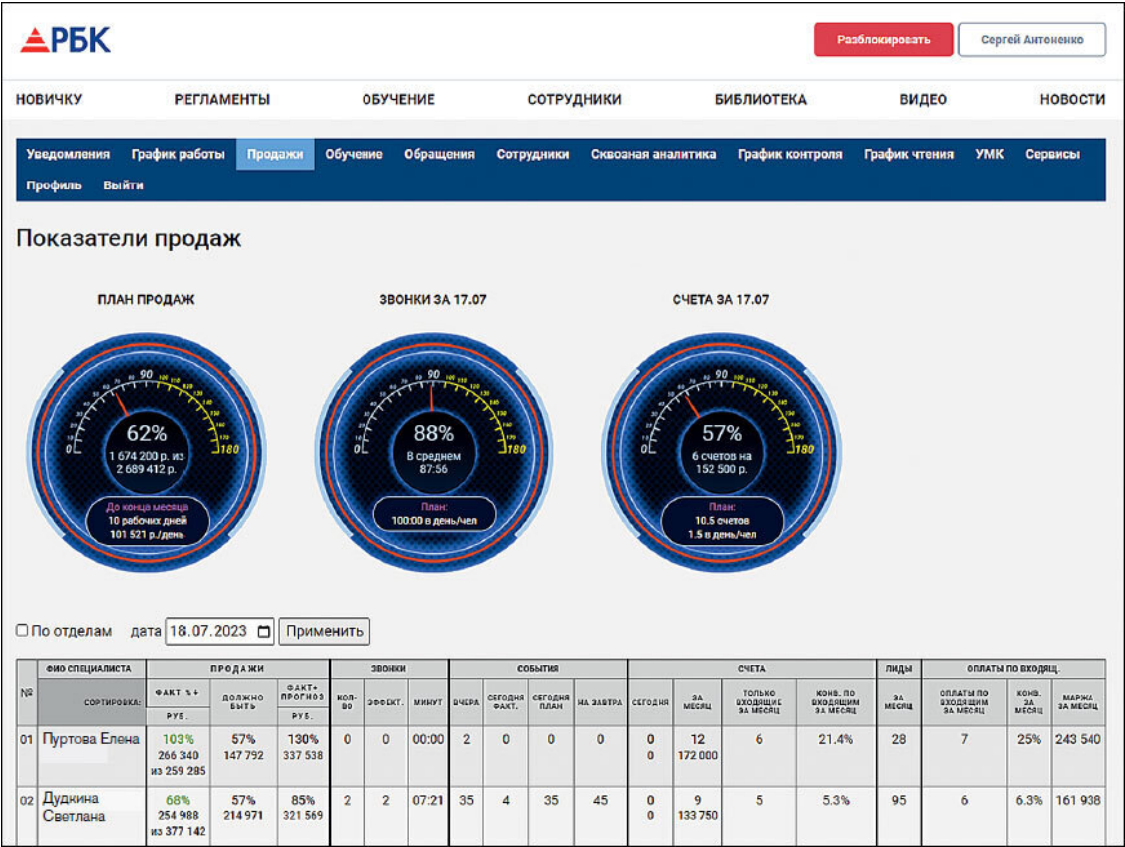 РБК
Разблокировать Сергей Антоненко
НОВИЧКУ РЕГЛАМЕНТЫ ОБУЧЕНИЕ СОТРУДНИКИ БИБЛИОТЕКА ВИДЕО НОВОСТИ
Уведомления График работы Продажи Обучение Обращения Сотрудники Сквозная аналитика График контроля График чтения УМК Сервисы
Профиль Выйти
Показатели продаж
ПЛАН ПРОДАЖ ЗВОНКИ ЗА 17.07 СЧЕТА ЗА 17.07
90 90 90
0 180 0 180 0 180
62% 88% 57%
1 674 200 р. из В среднем 6 счетов на
2 689 412 р. 87:56 152 500 р.
До конца месяца План: План:
10 рабочих дней 100:00 в день/чел 10.5 счетов
101 521 р./день 1.5 в день/чел
По отделам дата 18.07.2023 Применить
№ ФИО СПЕЦИАЛИСТА ПРОДАЖИ ЗВОНКИ СОБЫТИЯ СЧЕТА ЛИДЫ ОПЛАТЫ ПО ВХОДЯЩ.
СОРТИРОВКА: ФАКТ %+ РУБ. ДОЛЖНО БЫТЬ ФАКТ+ ПРОГНОЗ РУБ. КОЛ-ВО ЭФФЕКТ. МИНУТ ВЧЕРА СЕГОДНЯ ФАКТ. СЕГОДНЯ ПЛАН НА ЗАВТРА СЕГОДНЯ ЗА МЕСЯЦ ТОЛЬКО ВХОДЯЩИЕ ЗА МЕСЯЦ КОНВ. ПО ВХОДЯЩИМ ЗА МЕСЯЦ ЗА МЕСЯЦ ОПЛАТЫ ПО ВХОДЯЩИМ ЗА МЕСЯЦ КОНВ. ЗА МЕСЯЦ МАРЖА ЗА МЕСЯЦ
01 Пуртова Елена 103% 57% 130% 0 0 00:00 2 0 0 0 0 12 6 21.4% 28 7 25% 243 540
266 340 147 792 337 538 0 172 000
из 259 285
02 Дудкина 68% 57% 85% 2 2 07:21 35 4 35 45 0 9 5 5.3% 95 6 6.3% 161 938
Светлана 254 988 214 971 321 569 0 133 750
из 377 142